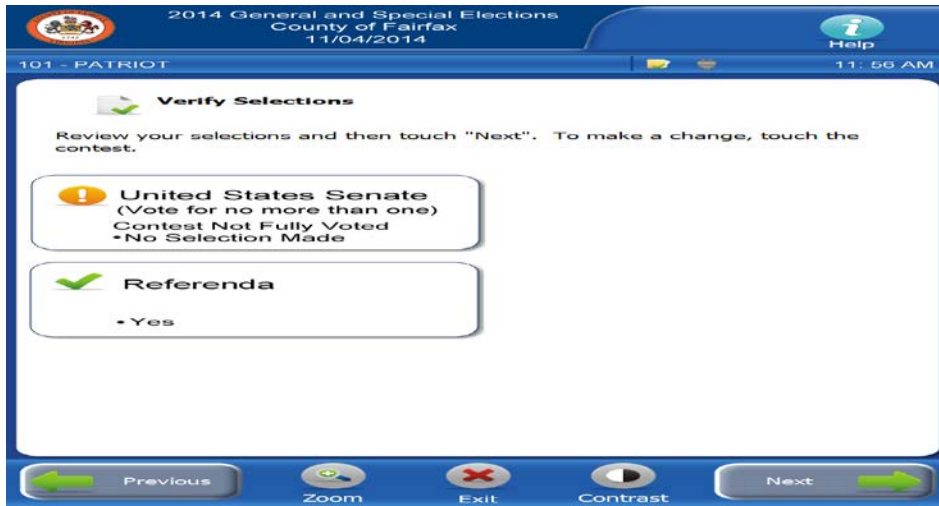 2014 General and Special Elections
County of Fairfax
11/04/2014
Help
101 - PATRIOT
11:56 AM
Verify Selections
Review your selections and then touch "Next". To make a change, touch the
contest.
United States Senate
(Vote for no more than one)
Contest Not Fully Voted
•No Selection Made
Referenda
•Yes
Previous
Zoom
Exit
Contrast
Next